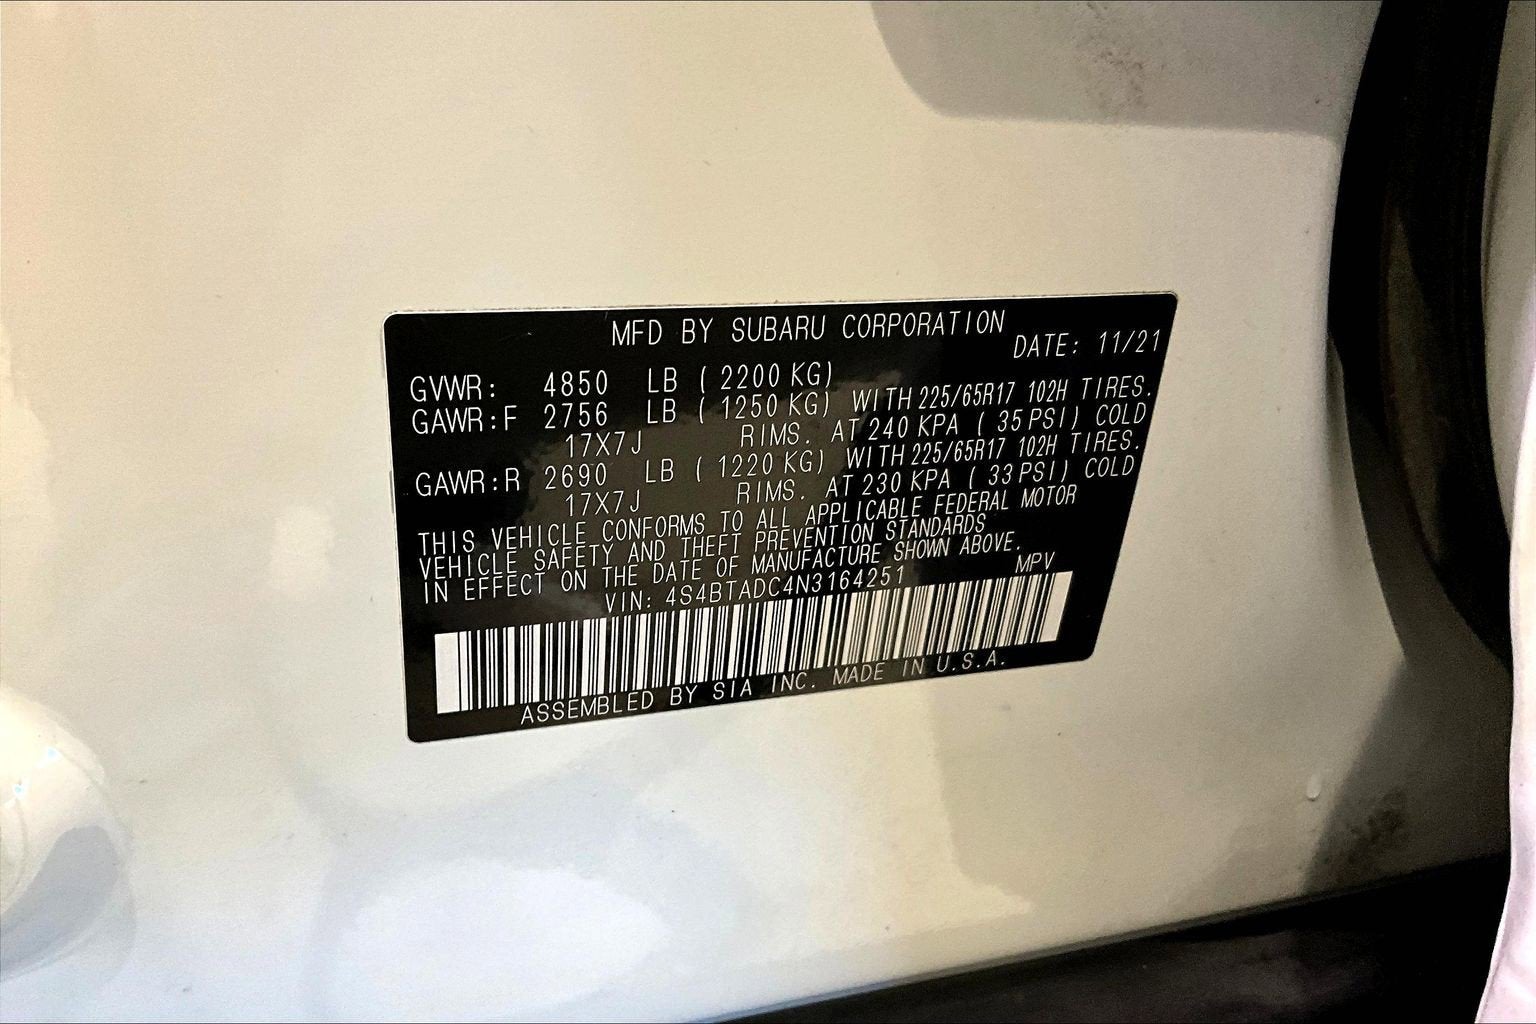 MFD BY SUBARU CORPORATION
DATE: 11/21
GVWR: 4850 LB ( 2200 KG)
GAWR:F 2756 LB ( 1250 KG) WITH 225/65R17 102H TIRES.
17X7J RIMS. AT 240 KPA ( 35 PSI) COLD
GAWR:R 2690 LB ( 1220 KG) WITH 225/65R17 102H TIRES.
17X7J RIMS. AT 230 KPA ( 33 PSI) COLD
THIS VEHICLE CONFORMS TO ALL APPLICABLE FEDERAL MOTOR
VEHICLE SAFETY AND THEFT PREVENTION STANDARDS
IN EFFECT ON THE DATE OF MANUFACTURE SHOWN ABOVE.
VIN: 4S4BTADC4N3164251 MPV
ASSEMBLED BY SIA INC. MADE IN U.S.A.